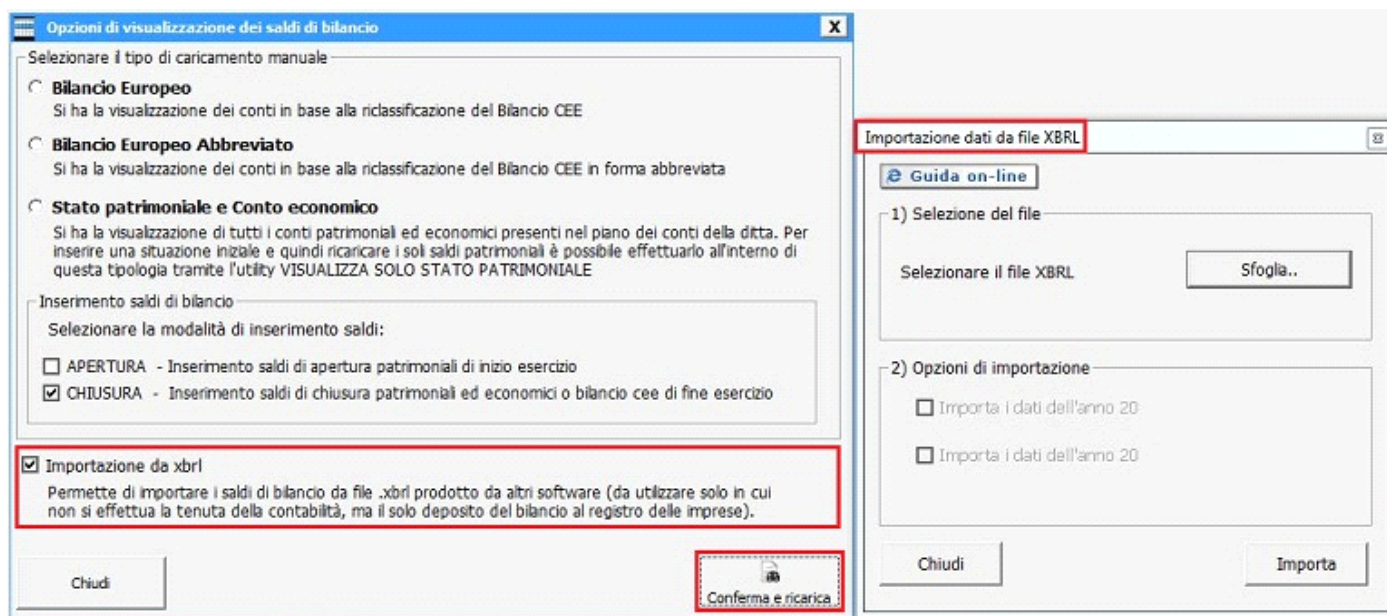 Opzioni di visualizzazione dei saldi di bilancio
X
Selezionare il tipo di caricamento manuale
Bilancio Europeo
Si ha la visualizzazione dei conti in base alla riclassificazione del Bilancio CEE
Bilancio Europeo Abbreviato
Si ha la visualizzazione dei conti in base alla riclassificazione del Bilancio CEE in forma abbreviata
Stato patrimoniale e Conto economico
Si ha la visualizzazione di tutti i conti patrimoniali ed economici presenti nel piano dei conti della ditta. Per
inserire una situazione iniziale e quindi ricaricare i soli saldi patrimoniali è possibile effettuarlo all'interno di
questa tipologia tramite l'utility VISUALIZZA SOLO STATO PATRIMONIALE
Inserimento saldi di bilancio
Selezionare la modalità di inserimento saldi:
APERTURA - Inserimento saldi di apertura patrimoniali di inizio esercizio
CHIUSURA - Inserimento saldi di chiusura patrimoniali ed economici o bilancio cee di fine esercizio
Importazione da xbrl
Permette di importare i saldi di bilancio da file .xbrl prodotto da altri software (da utilizzare solo in cui
non si effettua la tenuta della contabilità, ma il solo deposito del bilancio al registro delle imprese).
Chiudi
Conferma e ricarica
Importazione dati da file XBRL
Guida on-line
1) Selezione del file
Selezionare il file XBRL
Sfoglia..
2) Opzioni di importazione
Importa i dati dell'anno 20
Importa i dati dell'anno 20
Chiudi
Importa